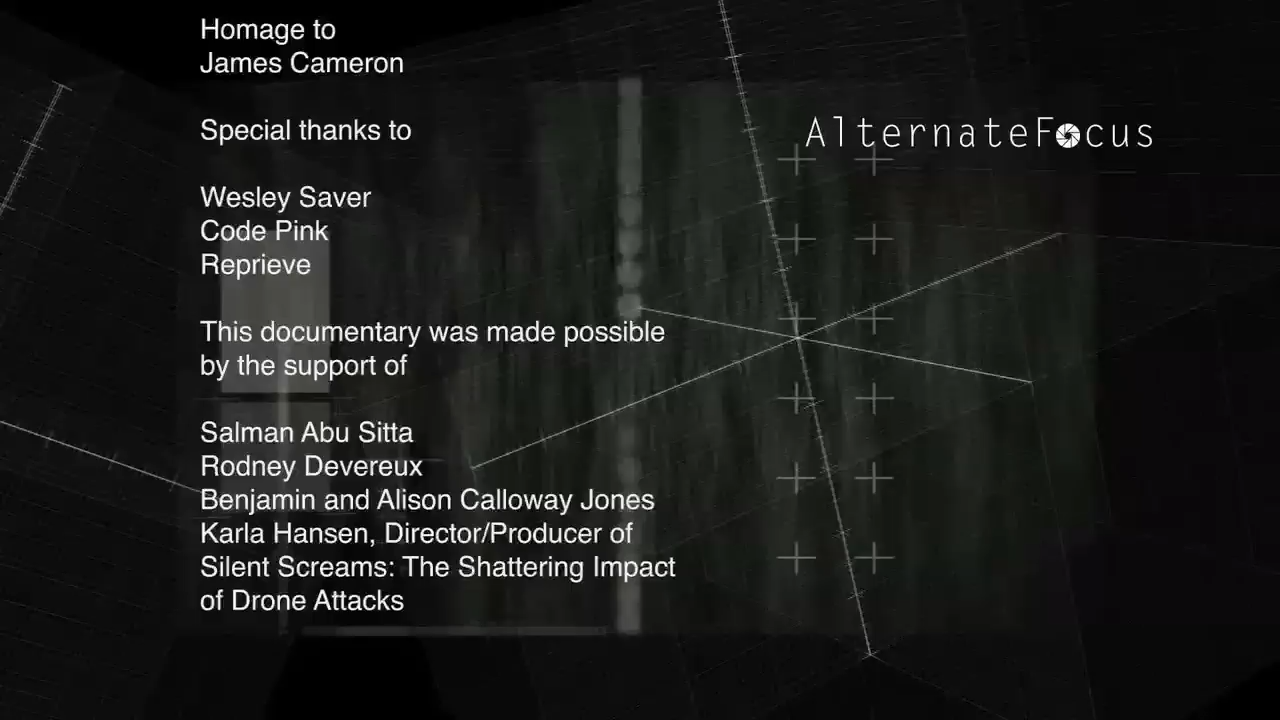 Homage to
James Cameron
Special thanks to
AlternateFocus
Wesley Saver
Code Pink
Reprieve
This documentary was made possible
by the support of
Salman Abu Sitta
Rodney Devereux
Benjamin and Alison Calloway Jones
Karla Hansen, Director/Producer of
Silent Screams: The Shattering Impact
of Drone Attacks